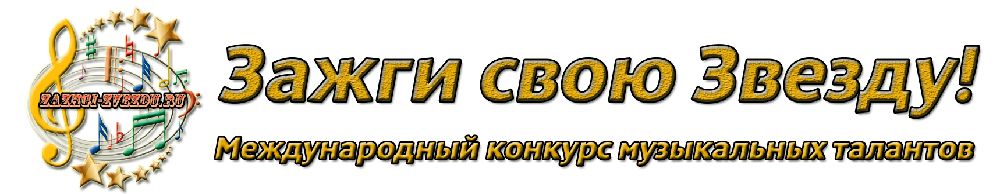 ZAZHGI-ZVEZDU.RU
Зажги свою Звезду!
Международный конкурс музыкальных талантов